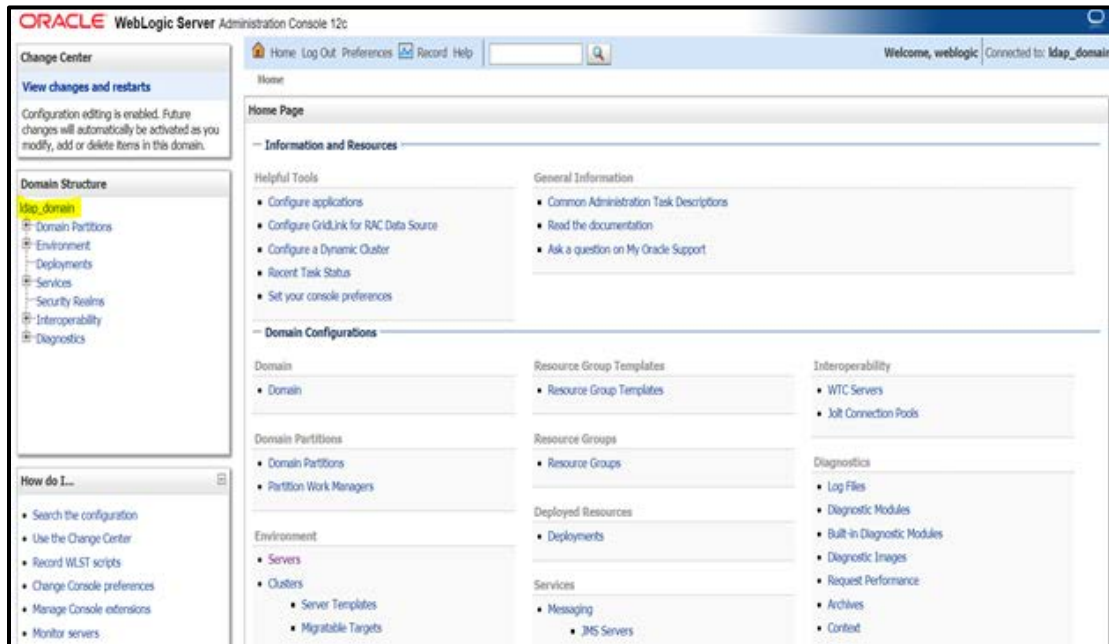 ORACLE WebLogic Server Administration Console 12c
Change Center
View changes and restarts
Configuration editing is enabled. Future
changes will automatically be activated as you
modify, add or delete items in this domain.
Domain Structure
ldap_domain
Domain Partitions
Environment
Deployments
Services
Security Realms
Interoperability
Diagnostics
How do I...
Search the configuration
Use the Change Center
Record WLST scripts
Change Console preferences
Manage Console extensions
Monitor servers
Home Log Out Preferences Record Help
Welcome, weblogic Connected to: ldap_domain
Home
Home Page
Information and Resources
Helpful Tools
Configure applications
Configure GridLink for RAC Data Source
Configure a Dynamic Cluster
Recent Task Status
Set your console preferences
General Information
Common Administration Task Descriptions
Read the documentation
Ask a question on My Oracle Support
Domain Configurations
Domain
Domain
Domain Partitions
Domain Partitions
Partition Work Managers
Environment
Servers
Clusters
Server Templates
Migratable Targets
Resource Group Templates
Resource Group Templates
Resource Groups
Resource Groups
Deployed Resources
Deployments
Services
Messaging
JMS Servers
Interoperability
WTC Servers
Jolt Connection Pools
Diagnostics
Log Files
Diagnostic Modules
Built-in Diagnostic Modules
Diagnostic Images
Request Performance
Archives
Context